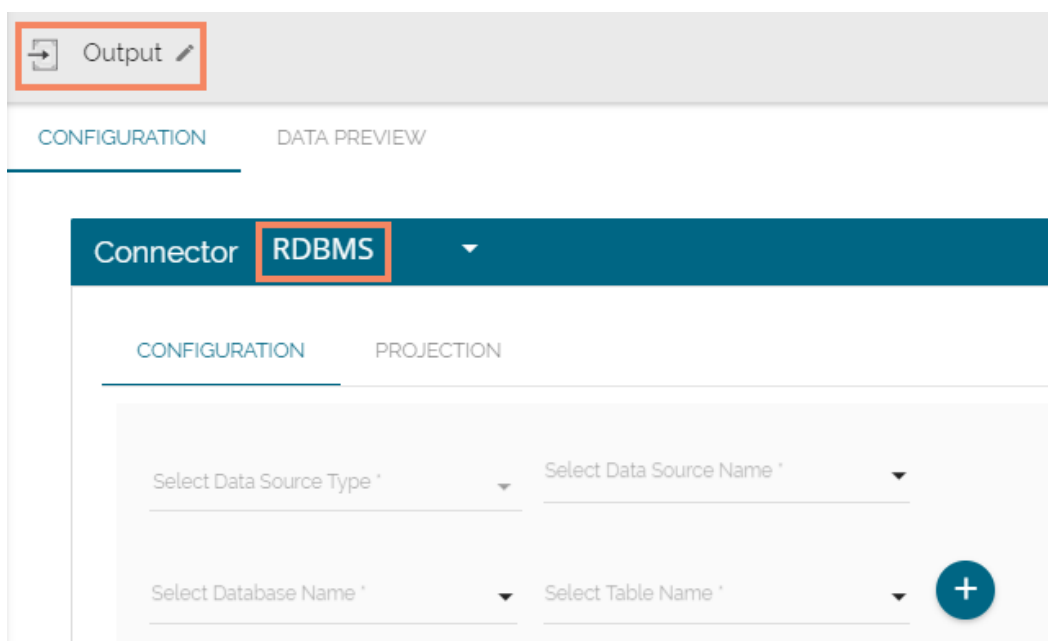 Output
CONFIGURATION DATA PREVIEW
Connector RDBMS
CONFIGURATION PROJECTION
Select Data Source Type * Select Data Source Name *
Select Database Name * Select Table Name * +